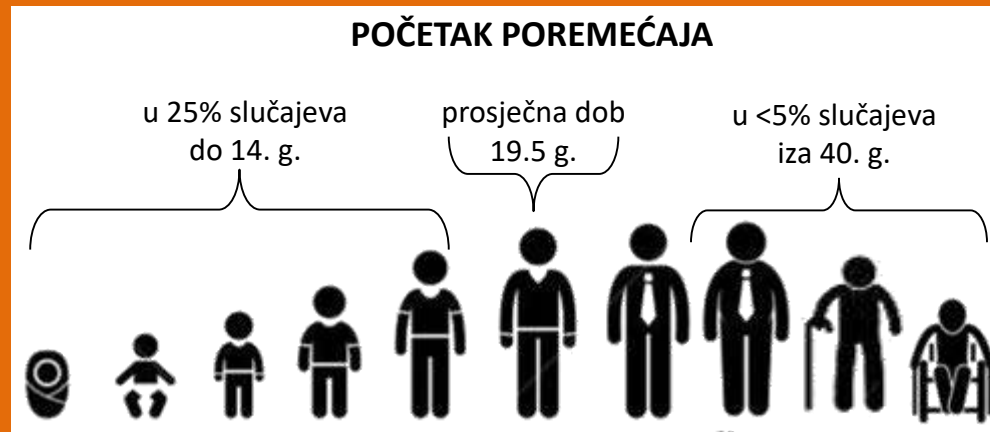 POČETAK POREMEĆAJA
u 25% slučajeva
do 14. g.
prosječna dob
19.5 g.
u <5% slučajeva
iza 40. g.